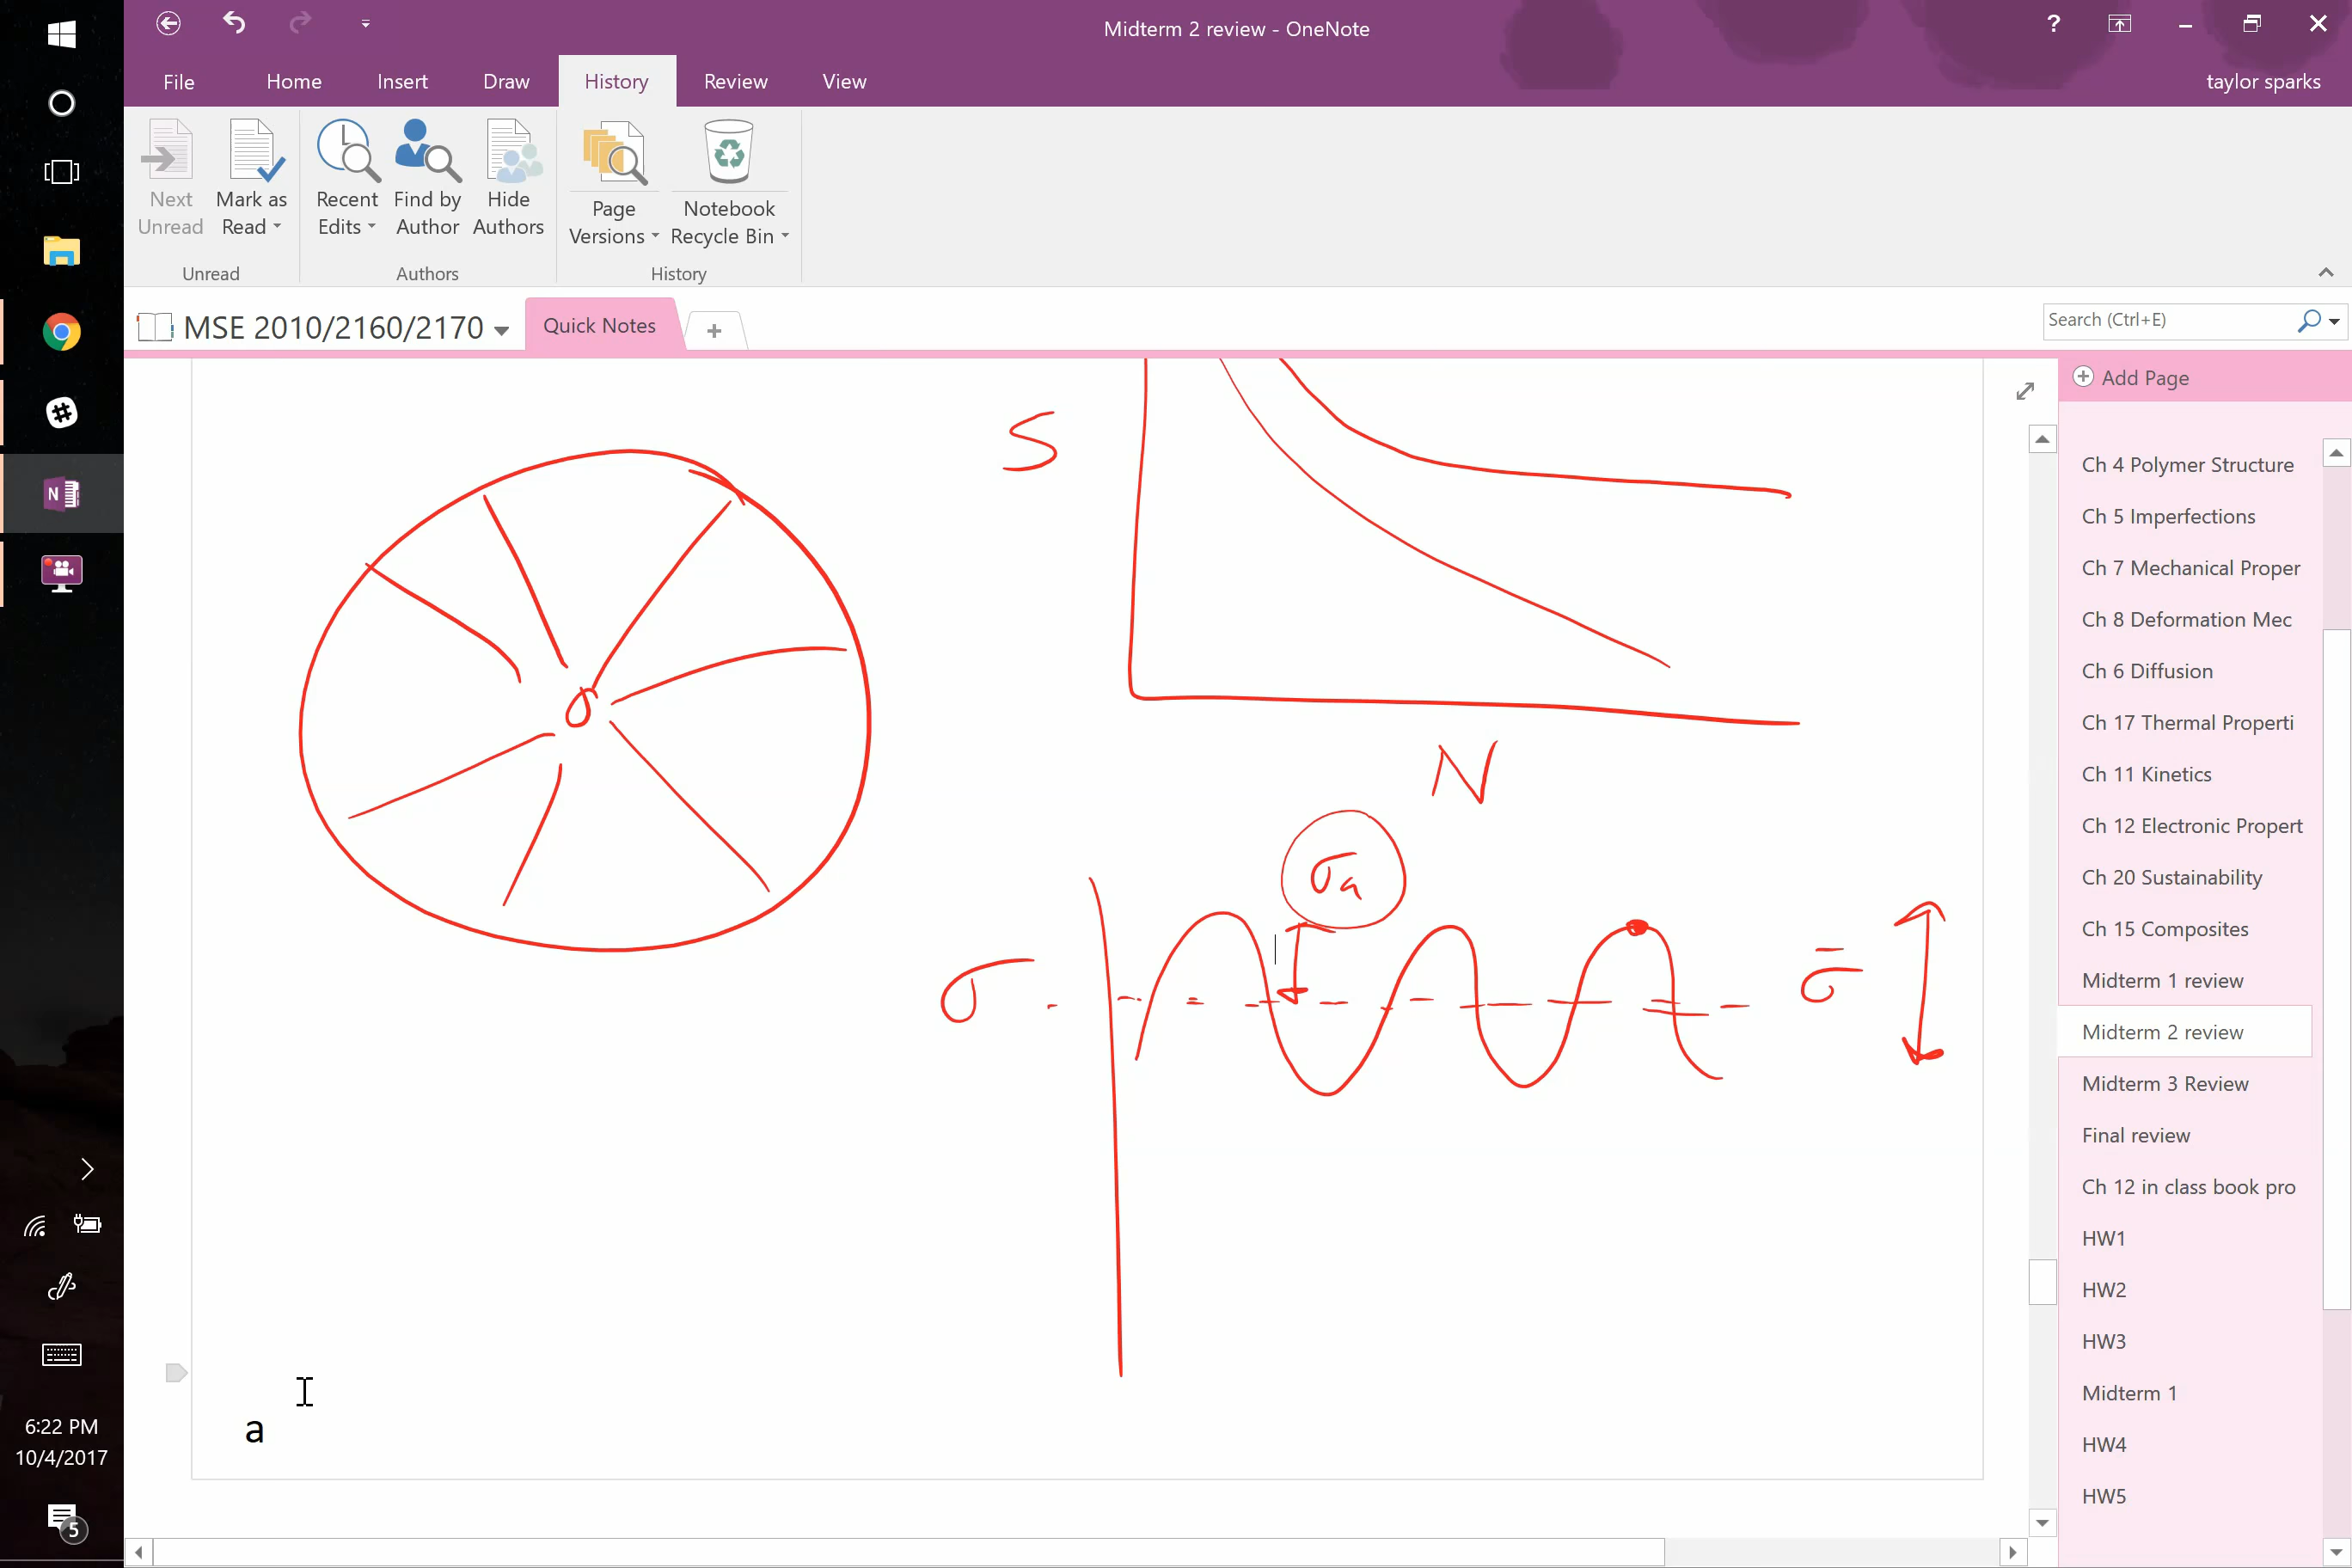 Midterm 2 review - OneNote
?
File Home Insert Draw History Review View
taylor sparks
Next Unread
Mark as Read
Recent Edits
Find by Author
Hide Authors
Page Versions
Notebook Recycle Bin
Unread
Authors
History
MSE 2010/2160/2170
Quick Notes
+
Search (Ctrl+E)
Add Page
Ch 4 Polymer Structure
Ch 5 Imperfections
Ch 7 Mechanical Proper
Ch 8 Deformation Mec
Ch 6 Diffusion
Ch 17 Thermal Properti
Ch 11 Kinetics
Ch 12 Electronic Propert
Ch 20 Sustainability
Ch 15 Composites
Midterm 1 review
Midterm 2 review
Midterm 3 Review
Final review
Ch 12 in class book pro
HW1
HW2
HW3
Midterm 1
HW4
HW5
S
N
σ
σa
σ
σ̄
a
N
6:22 PM
10/4/2017
5